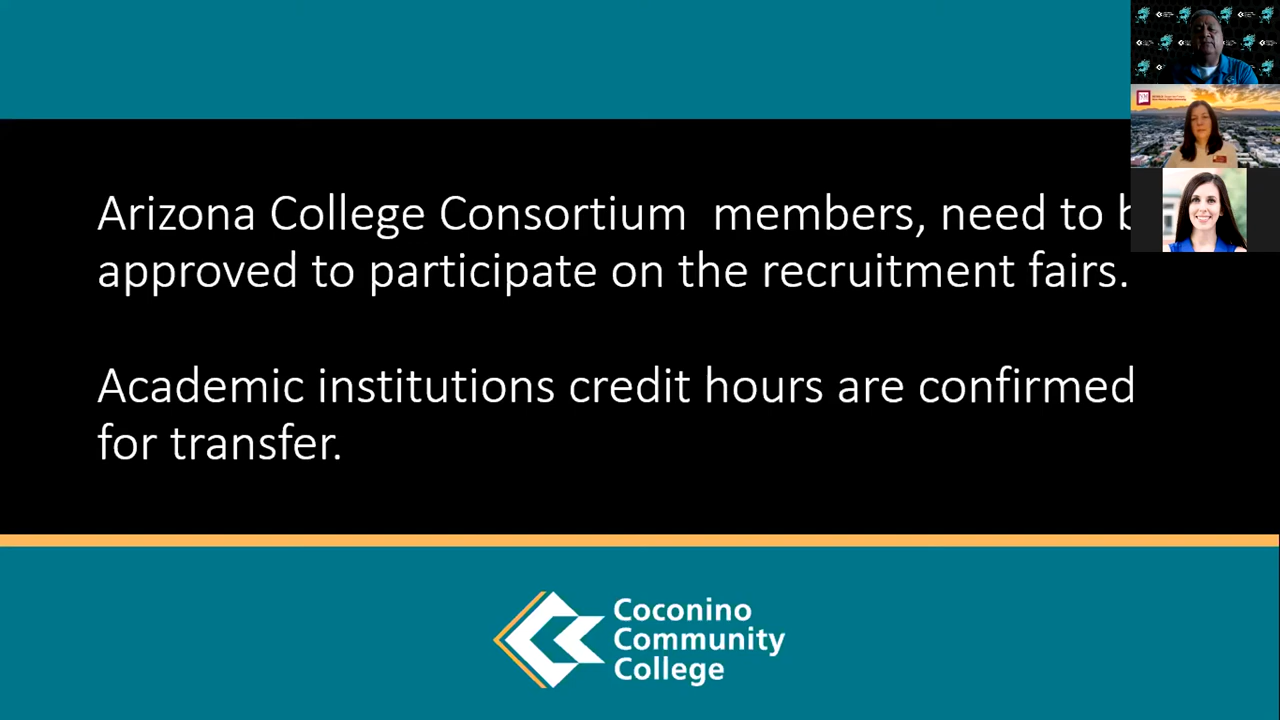 Arizona College Consortium  members, need to b
approved to participate on the recruitment fairs.
Academic institutions credit hours are confirmed
for transfer.
Coconino
Community
College